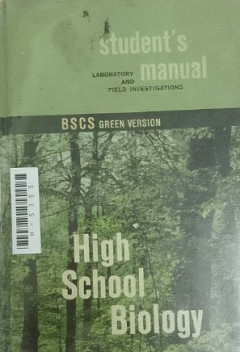 student's
manual
LABORATORY
AND
FIELD INVESTIGATIONS
BSCS GREEN VERSION
High
School
Biology